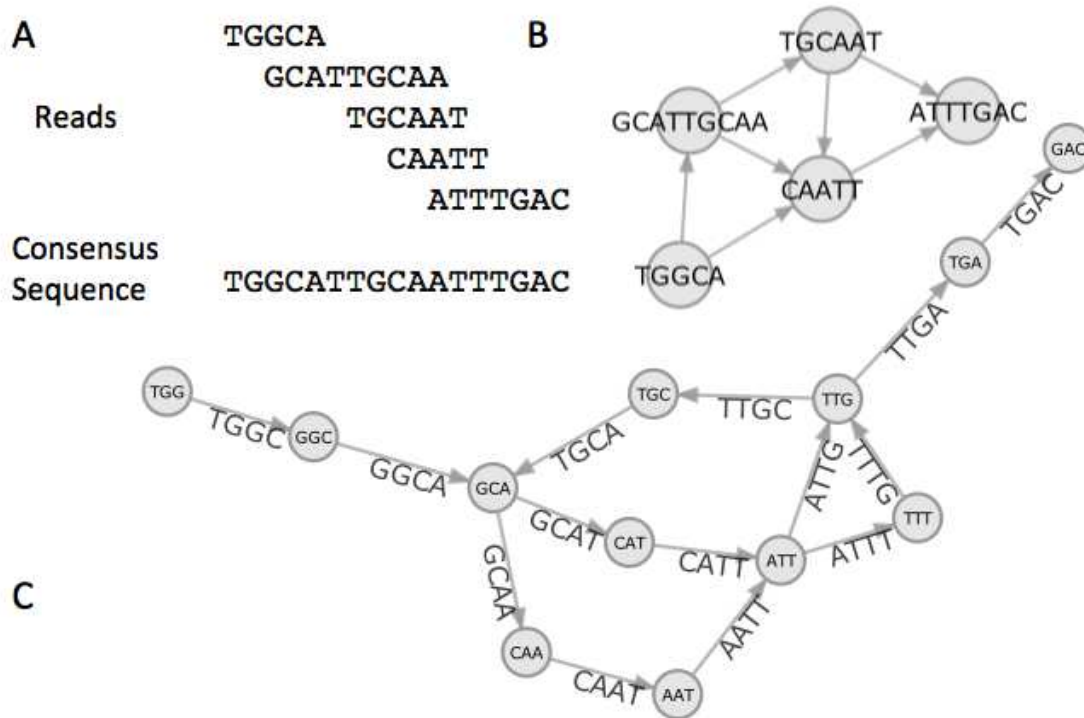 A
TGGCA
GCATTGCAA
Reads
TGCAAT
CAATT
ATTTGAC
Consensus
Sequence
TGGCATTGCAATTTGAC
B
TGCAAT
GCATTGCAA
ATTTGAC
CAATT
TGGCA
C
GAC
TGAC
TGA
TTGA
TGG
TGGC
GGC
GGCA
GCA
TGCA
TGC
TTGC
TTG
GCAT
CAT
CATT
ATT
ATTG
TTTG
ATTT
TTT
GCAA
CAA
CAAT
AAT
AATT